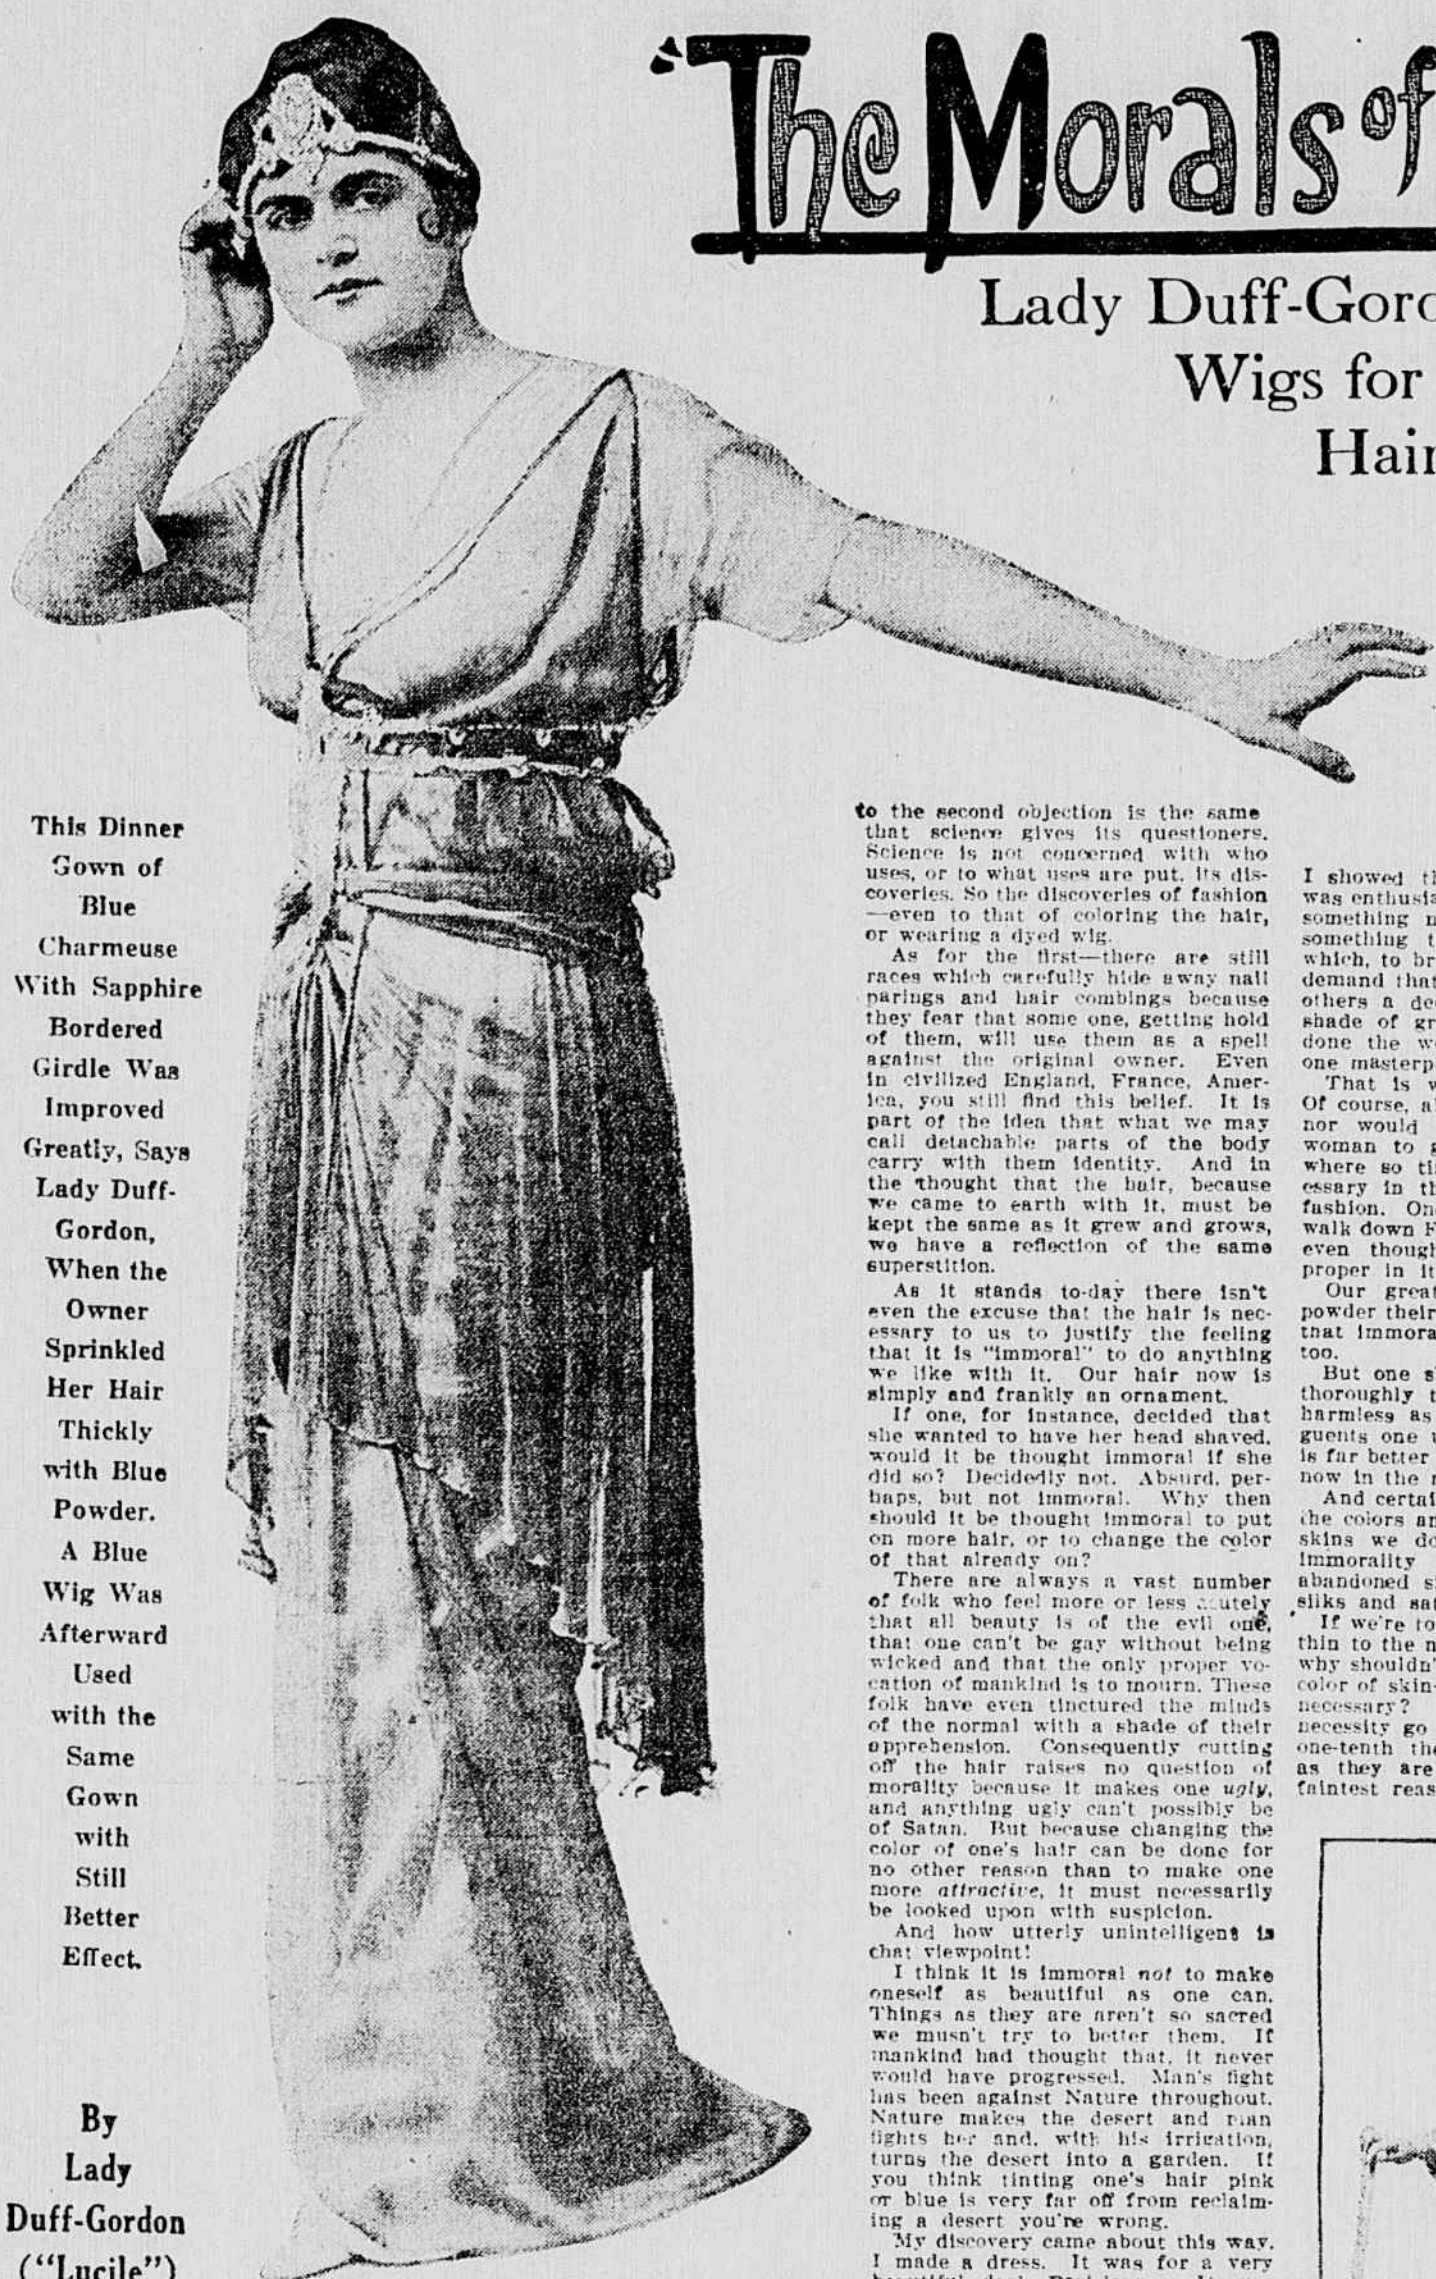 "The Morals of
Lady Duff-Gord
Wigs for
Hair
This Dinner
Gown of
Blue
Charmeuse
With Sapphire
Bordered
Girdle Was
Improved
Greatly, Says
Lady Duff-
Gordon,
When the
Owner
Sprinkled
Her Hair
Thickly
with Blue
Powder.
A Blue
Wig Was
Afterward
Used
with the
Same
Gown
with
Still
Better
Effect.
By
Lady
Duff-Gordon
("Lucile")
to the second objection is the same
that science gives its questioners.
Science is not concerned with who
uses, or to what uses are put, its dis-
coveries. So the discoveries of fashion
—even to that of coloring the hair,
or wearing a dyed wig.
As for the first—there are still
races which carefully hide away nail
parings and hair combings because
they fear that some one, getting hold
of them, will use them as a spell
against the original owner. Even
in civilized England, France, Amer-
ica, you still find this belief. It is
part of the idea that what we may
call detachable parts of the body
carry with them identity. And in
the thought that the hair, because
we came to earth with it, must be
kept the same as it grew and grows,
we have a reflection of the same
superstition.
As it stands to-day there isn't
even the excuse that the hair is nec-
essary to us to justify the feeling
that it is "immoral" to do anything
we like with it. Our hair now is
simply and frankly an ornament.
If one, for instance, decided that
she wanted to have her head shaved,
would it be thought immoral if she
did so? Decidedly not. Absurd, per-
haps, but not immoral. Why then
should it be thought immoral to put
on more hair, or to change the color
of that already on?
There are always a vast number
of folk who feel more or less acutely
that all beauty is of the evil one,
that one can't be gay without being
wicked and that the only proper vo-
cation of mankind is to mourn. These
folk have even tinctured the minds
of the normal with a shade of their
apprehension. Consequently cutting
off the hair raises no question of
morality because it makes one ugly,
and anything ugly can't possibly be
of Satan. But because changing the
color of one's hair can be done for
no other reason than to make one
more attractive, it must necessarily
be looked upon with suspicion.
And how utterly unintelligent is
that viewpoint!
I think it is immoral not to make
oneself as beautiful as one can.
Things as they are aren't so sacred
we musn't try to better them. If
mankind had thought that, it never
would have progressed. Man's fight
has been against Nature throughout.
Nature makes the desert and man
fights her and, with his irrigation,
turns the desert into a garden. If
you think tinting one's hair pink
or blue is very far off from reclaim-
ing a desert you're wrong.
My discovery came about this way.
I made a dress. It was for a very
I showed th
was enthusia
something n
something t
which, to br
demand that
others a de
shade of gr
done the w
one masterp
That is w
Of course, a
nor would
woman to g
where so ti
essary in th
fashion. On
walk down F
even though
proper in it
Our great
powder their
that immora
too.
But one s
thoroughly t
harmless as
guents one u
is far better
now in the r
And certai
the colors an
skins we do
immorality
abandoned s
silks and sat
If we're to
thin to the n
why shouldn'
color of skin-
necessary?
necessity go
one-tenth the
as they are
faintest reas